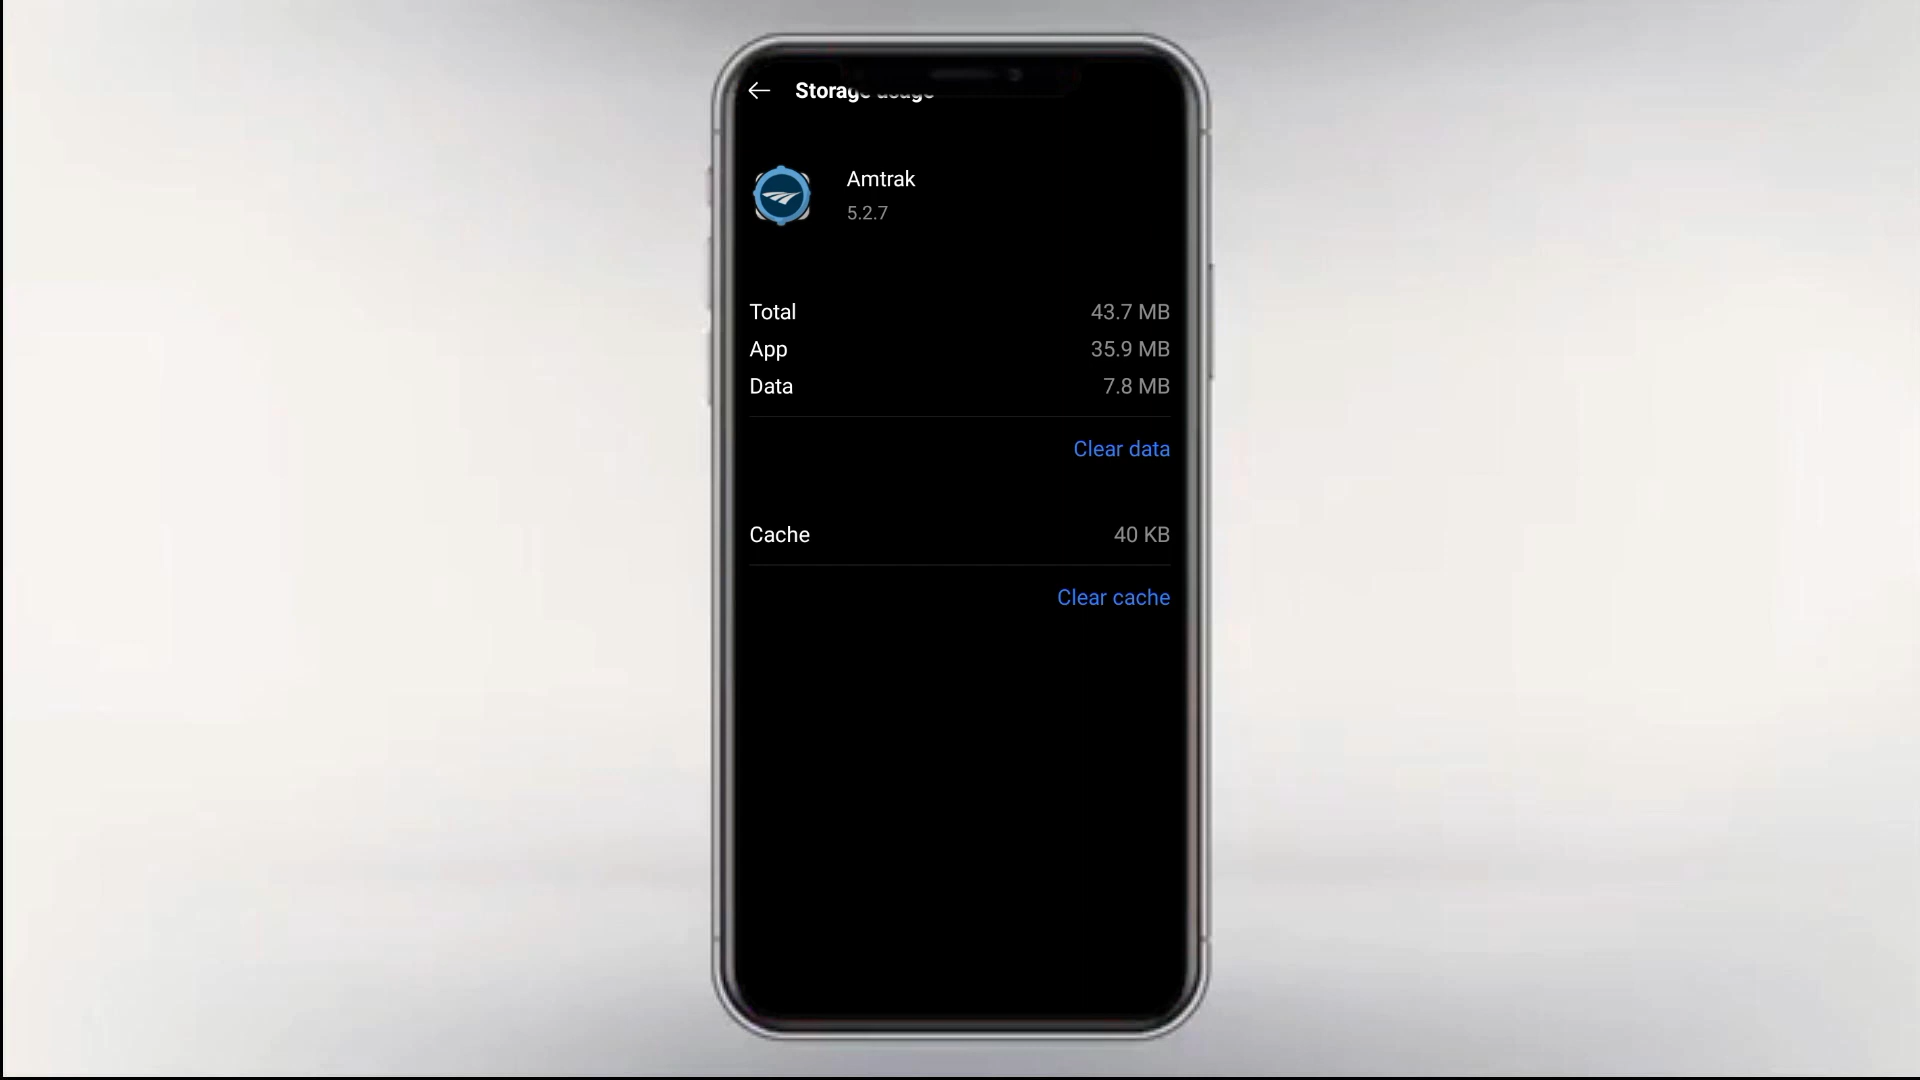 Storage usage
Amtrak
5.2.7
Total 43.7 MB
App 35.9 MB
Data 7.8 MB
Clear data
Cache 40 KB
Clear cache